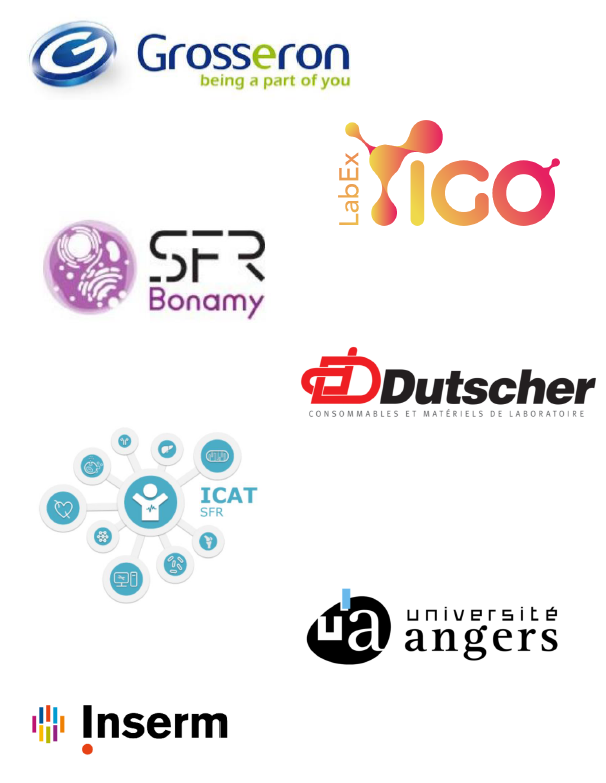 Grosseron
being a part of you
LabEx
IGO
SFR
Bonamy
Dutscher
CONSOMMABLES ET MATÉRIELS DE LABORATOIRE
ICAT
SFR
ua
université
angers
Inserm